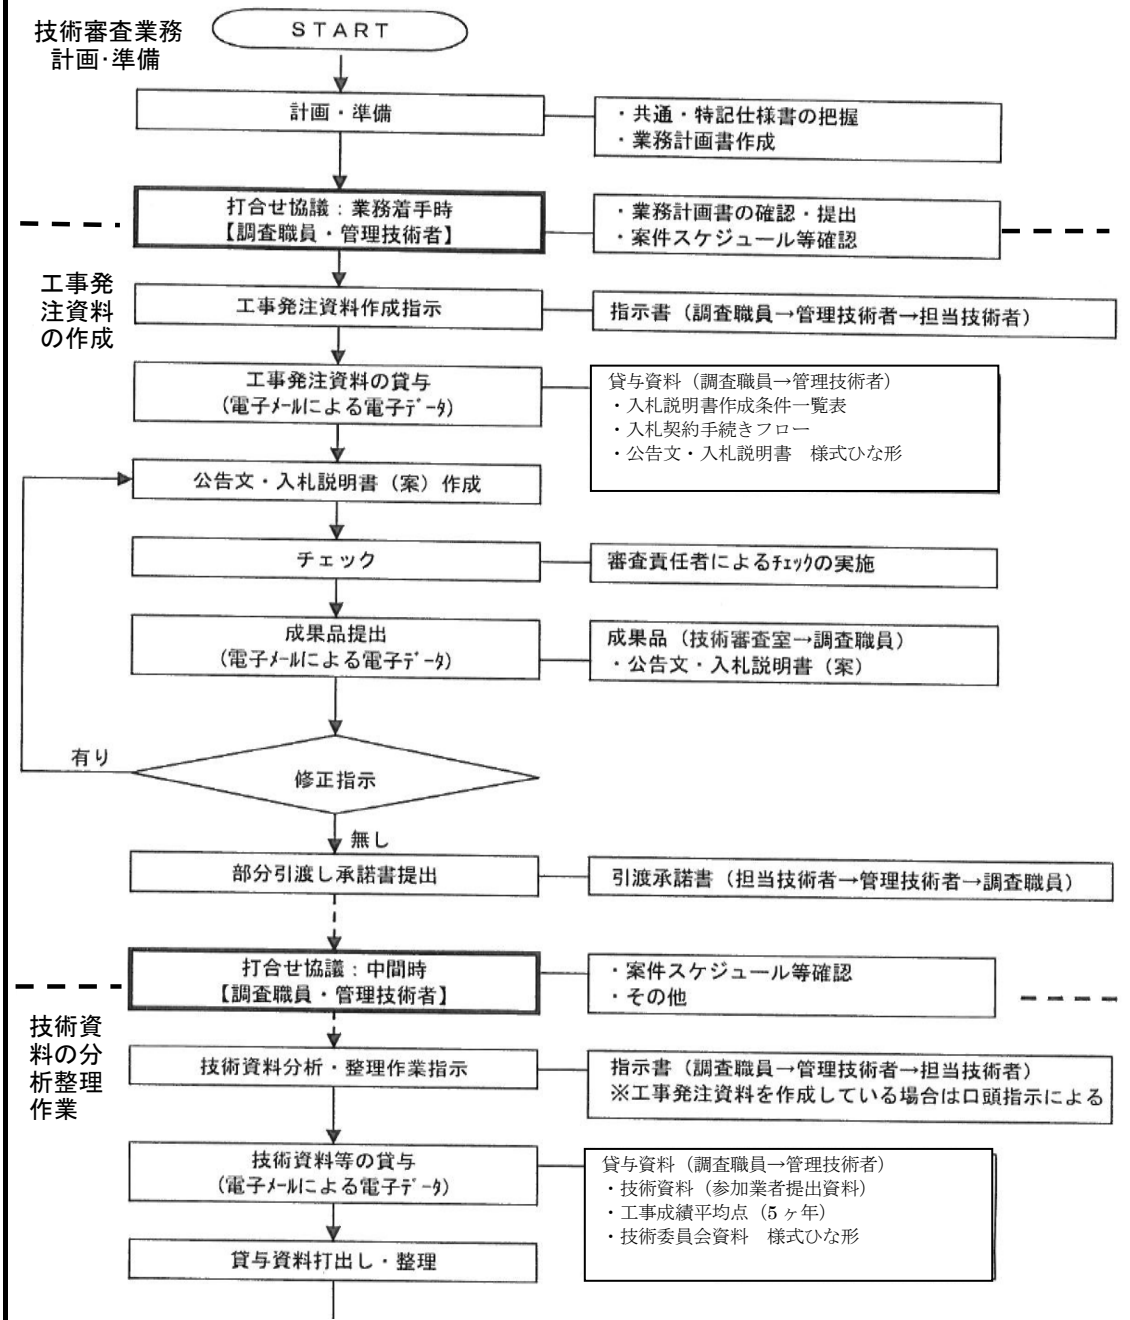 技術審査業務
計画･準備
START
計画・準備
・共通・特記仕様書の把握
・業務計画書作成
打合せ協議：業務着手時
【調査職員・管理技術者】
・業務計画書の確認・提出
・案件スケジュール等確認
工事発
注資料
の作成
工事発注資料作成指示
指示書（調査職員→管理技術者→担当技術者）
工事発注資料の貸与
(電子ﾒｰﾙによる電子ﾃﾞｰﾀ)
貸与資料（調査職員→管理技術者）
・入札説明書作成条件一覧表
・入札契約手続きフロー
・公告文・入札説明書　様式ひな形
公告文・入札説明書（案）作成
チェック
審査責任者によるﾁｪｯｸの実施
成果品提出
(電子ﾒｰﾙによる電子ﾃﾞｰﾀ)
成果品（技術審査室→調査職員）
・公告文・入札説明書（案）
有り
修正指示
無し
部分引渡し承諾書提出
引渡承諾書（担当技術者→管理技術者→調査職員）
打合せ協議：中間時
【調査職員・管理技術者】
・案件スケジュール等確認
・その他
技術資
料の分
析整理
作業
技術資料分析・整理作業指示
指示書（調査職員→管理技術者→担当技術者）
※工事発注資料を作成している場合は口頭指示による
技術資料等の貸与
(電子ﾒｰﾙによる電子ﾃﾞｰﾀ)
貸与資料（調査職員→管理技術者）
・技術資料（参加業者提出資料）
・工事成績平均点（5 ヶ年）
・技術委員会資料　様式ひな形
貸与資料打出し・整理